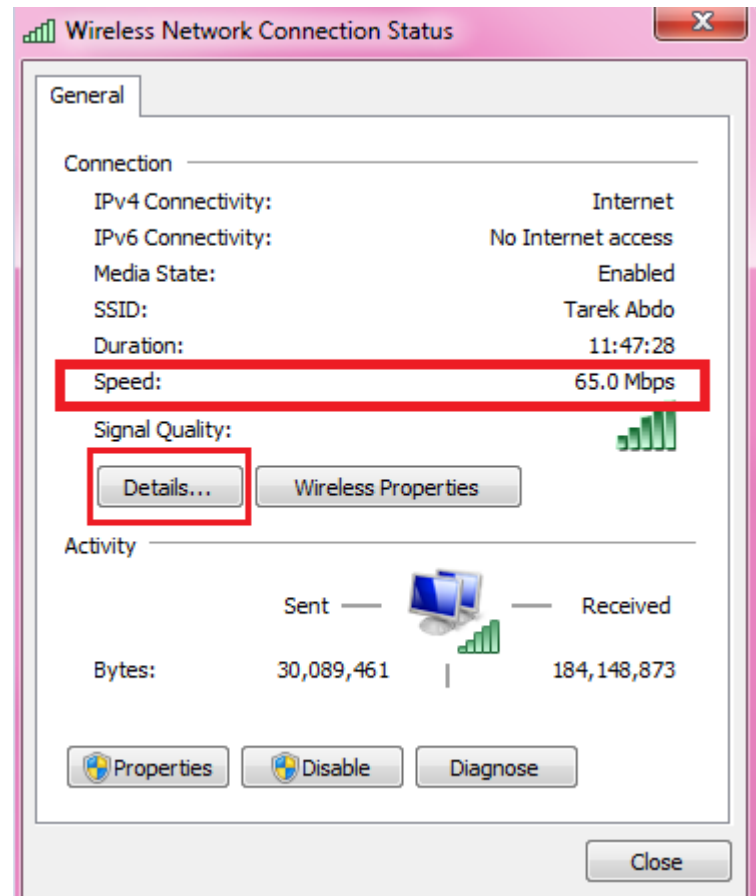 Wireless Network Connection Status
General
Connection
IPv4 Connectivity: Internet
IPv6 Connectivity: No Internet access
Media State: Enabled
SSID: Tarek Abdo
Duration: 11:47:28
Speed: 65.0 Mbps
Signal Quality:
Details... Wireless Properties
Activity
Sent Received
Bytes: 30,089,461 184,148,873
Properties Disable Diagnose
Close